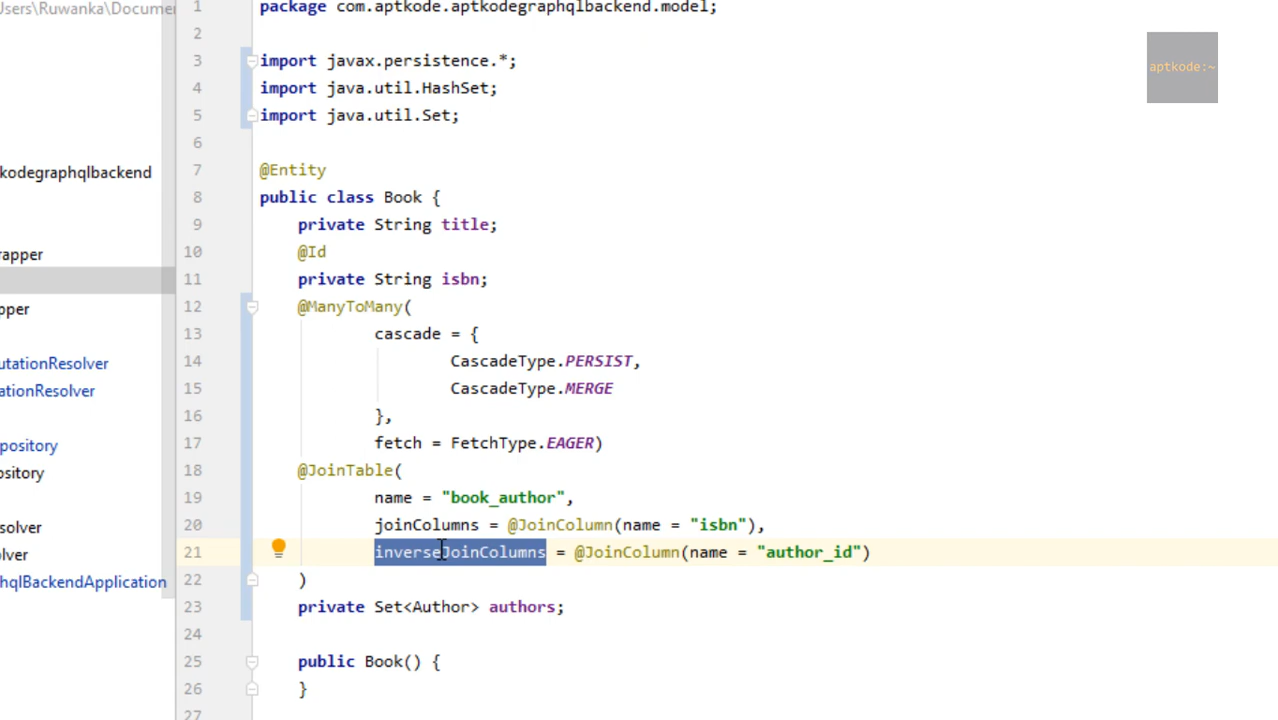 Users\Ruwanka\Docume
kodegraphqlbackend
rapper
pper
utationResolver
ationResolver
pository
ository
solver
lver
hqlBackendApplication
1 package com.aptkode.aptkodegraphqlbackend.model;
2
3 import javax.persistence.*;
4 import java.util.HashSet;
5 import java.util.Set;
6
7 @Entity
8 public class Book {
9 private String title;
10 @Id
11 private String isbn;
12 @ManyToMany(
13 cascade = {
14 CascadeType.PERSIST,
15 CascadeType.MERGE
16 },
17 fetch = FetchType.EAGER)
18 @JoinTable(
19 name = "book_author",
20 joinColumns = @JoinColumn(name = "isbn"),
21 inverseJoinColumns = @JoinColumn(name = "author_id")
22 )
23 private Set<Author> authors;
24
25 public Book() {
26 }
27
aptkode:~